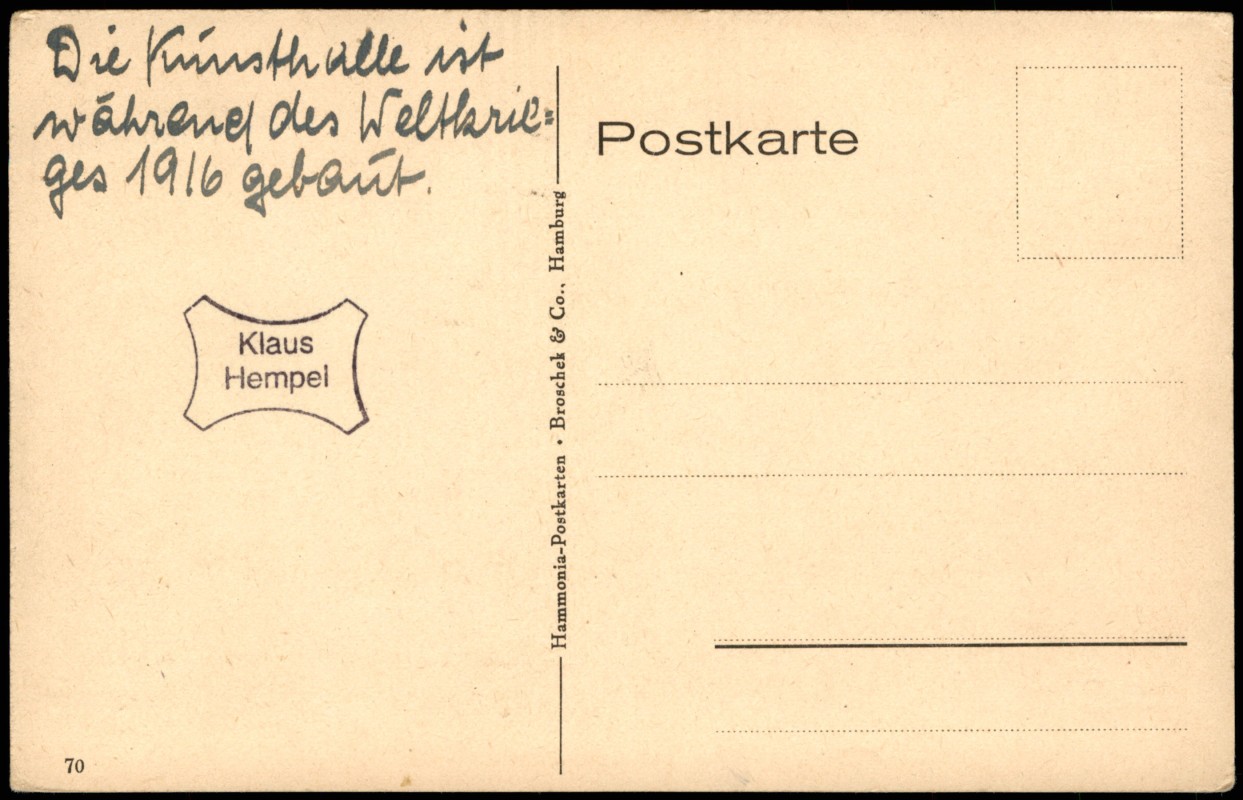 Die Kunsthalle ist
während des Weltkrie=
ges 1916 gebaut.
Klaus
Hempel
70
Hammonia-Postkarten • Broschek & Co., Hamburg
Postkarte